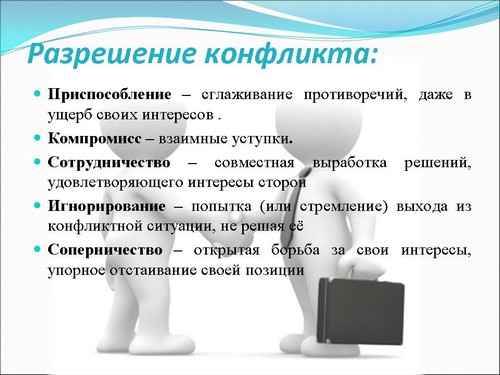 Разрешение конфликта:
Приспособление – сглаживание противоречий, даже в
ущерб своих интересов .
Компромисс – взаимные уступки.
Сотрудничество – совместная выработка решений,
удовлетворяющего интересы сторон
Игнорирование – попытка (или стремление) выхода из
конфликтной ситуации, не решая её
Соперничество – открытая борьба за свои интересы,
упорное отстаивание своей позиции